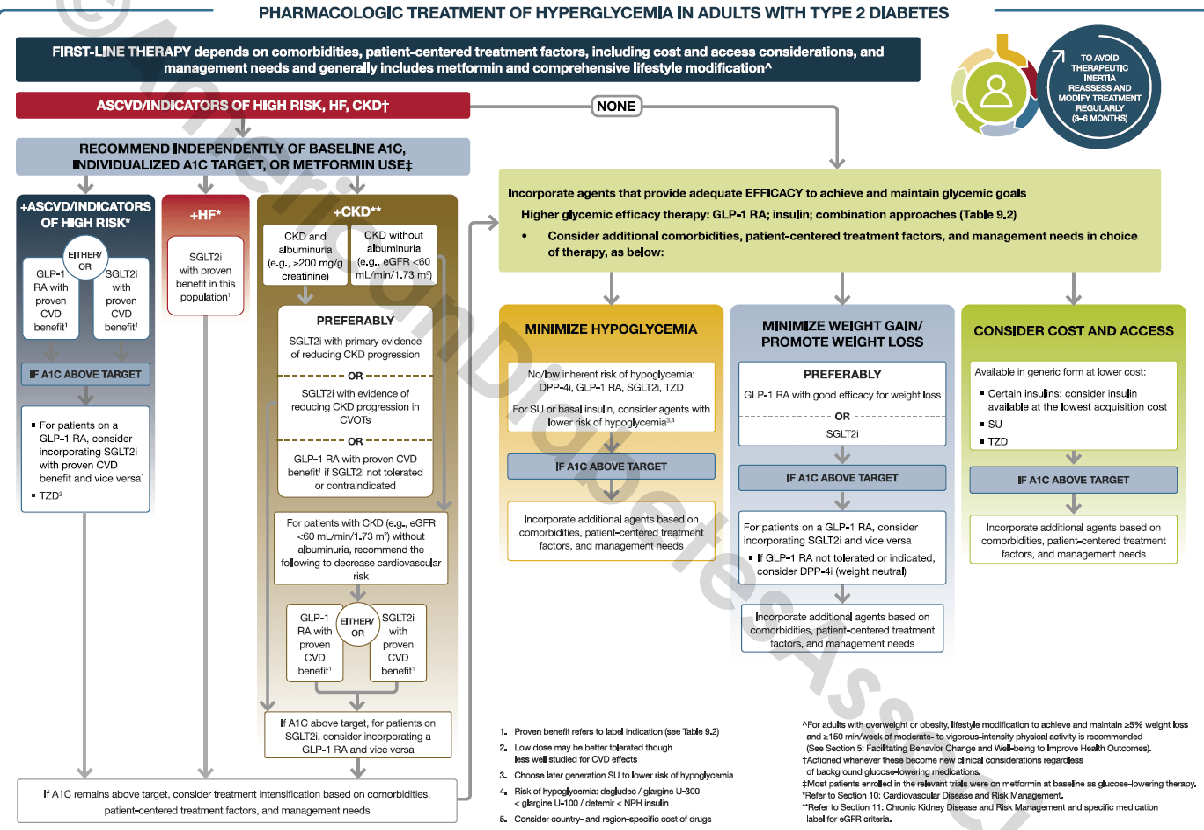 PHARMACOLOGIC TREATMENT OF HYPERGLYCEMIA IN ADULTS WITH TYPE 2 DIABETES
FIRST-LINE THERAPY depends on comorbidities, patient-centered treatment factors, including cost and access considerations, and
management needs and generally includes metformin and comprehensive lifestyle modification^
TO AVOID
THERAPEUTIC
INERTIA
REASSESS AND
MODIFY TREATMENT
REGULARLY
(3–6 MONTHS)
ASCVD/INDICATORS OF HIGH RISK, HF, CKD†
NONE
RECOMMEND INDEPENDENTLY OF BASELINE A1C,
INDIVIDUALIZED A1C TARGET, OR METFORMIN USE‡
+ASCVD/INDICATORS
OF HIGH RISK*
EITHER/
OR
GLP-1
RA with
proven
CVD
benefit¹
SGLT2i
with
proven
CVD
benefit¹
IF A1C ABOVE TARGET
▪ For patients on a
GLP-1 RA, consider
incorporating SGLT2i
with proven CVD
benefit and vice versa¹
▪ TZD²
+HF*
SGLT2i
with proven
benefit in this
population¹
+CKD**
CKD and
albuminuria
(e.g., ≥200 mg/g
creatinine)
CKD without
albuminuria
(e.g., eGFR <60
mL/min/1.73 m²)
PREFERABLY
SGLT2i with primary evidence
of reducing CKD progression
OR
SGLT2i with evidence of
reducing CKD progression in
CVOTs
OR
GLP-1 RA with proven CVD
benefit¹ if SGLT2i not tolerated
or contraindicated
For patients with CKD (e.g., eGFR
<60 mL/min/1.73 m²) without
albuminuria, recommend the
following to decrease cardiovascular
risk
EITHER/
OR
GLP-1
RA with
proven
CVD
benefit¹
SGLT2i
with
proven
CVD
benefit¹
If A1C above target, for patients on
SGLT2i, consider incorporating a
GLP-1 RA and vice versa
If A1C remains above target, consider treatment intensification based on comorbidities,
patient-centered treatment factors, and management needs
Incorporate agents that provide adequate EFFICACY to achieve and maintain glycemic goals
Higher glycemic efficacy therapy: GLP-1 RA; insulin; combination approaches (Table 9.2)
• Consider additional comorbidities, patient-centered treatment factors, and management needs in choice
of therapy, as below:
MINIMIZE HYPOGLYCEMIA
No/low inherent risk of hypoglycemia:
DPP-4i, GLP-1 RA, SGLT2i, TZD
For SU or basal insulin, consider agents with
lower risk of hypoglycemia³,⁴
IF A1C ABOVE TARGET
Incorporate additional agents based on
comorbidities, patient-centered treatment
factors, and management needs
MINIMIZE WEIGHT GAIN/
PROMOTE WEIGHT LOSS
PREFERABLY
GLP-1 RA with good efficacy for weight loss
OR
SGLT2i
IF A1C ABOVE TARGET
For patients on a GLP-1 RA, consider
incorporating SGLT2i and vice versa
▪ If GLP-1 RA not tolerated or indicated,
consider DPP-4i (weight neutral)
Incorporate additional agents based on
comorbidities, patient-centered treatment
factors, and management needs
CONSIDER COST AND ACCESS
Available in generic form at lower cost:
▪ Certain insulins: consider insulin
available at the lowest acquisition cost
▪ SU
▪ TZD
IF A1C ABOVE TARGET
Incorporate additional agents based on
comorbidities, patient-centered treatment
factors, and management needs
1. Proven benefit refers to label indication (see Table 9.2)
2. Low dose may be better tolerated though
less well studied for CVD effects
3. Choose later generation SU to lower risk of hypoglycemia
4. Risk of hypoglycemia: degludec / glargine U-300
< glargine U-100 / detemir < NPH insulin
5. Consider country- and region-specific cost of drugs
^For adults with overweight or obesity, lifestyle modification to achieve and maintain ≥5% weight loss
and ≥150 min/week of moderate- to vigorous-intensity physical activity is recommended
(See Section 5: Facilitating Behavior Change and Well-being to Improve Health Outcomes).
†Actioned whenever these become new clinical considerations regardless
of background glucose-lowering medications.
‡Most patients enrolled in the relevant trials were on metformin at baseline as glucose-lowering therapy.
*Refer to Section 10: Cardiovascular Disease and Risk Management.
**Refer to Section 11: Chronic Kidney Disease and Risk Management and specific medication
label for eGFR criteria.
©AmericanDiabetesAssoc